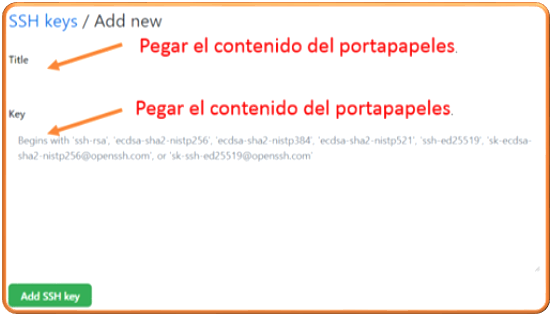 SSH keys / Add new
Pegar el contenido del portapapeles.
Title
Pegar el contenido del portapapeles.
Key
Begins with 'ssh-rsa', 'ecdsa-sha2-nistp256', 'ecdsa-sha2-nistp384', 'ecdsa-sha2-nistp521', 'ssh-ed25519', 'sk-ecdsa-
sha2-nistp256@openssh.com', or 'sk-ssh-ed25519@openssh.com'
Add SSH key